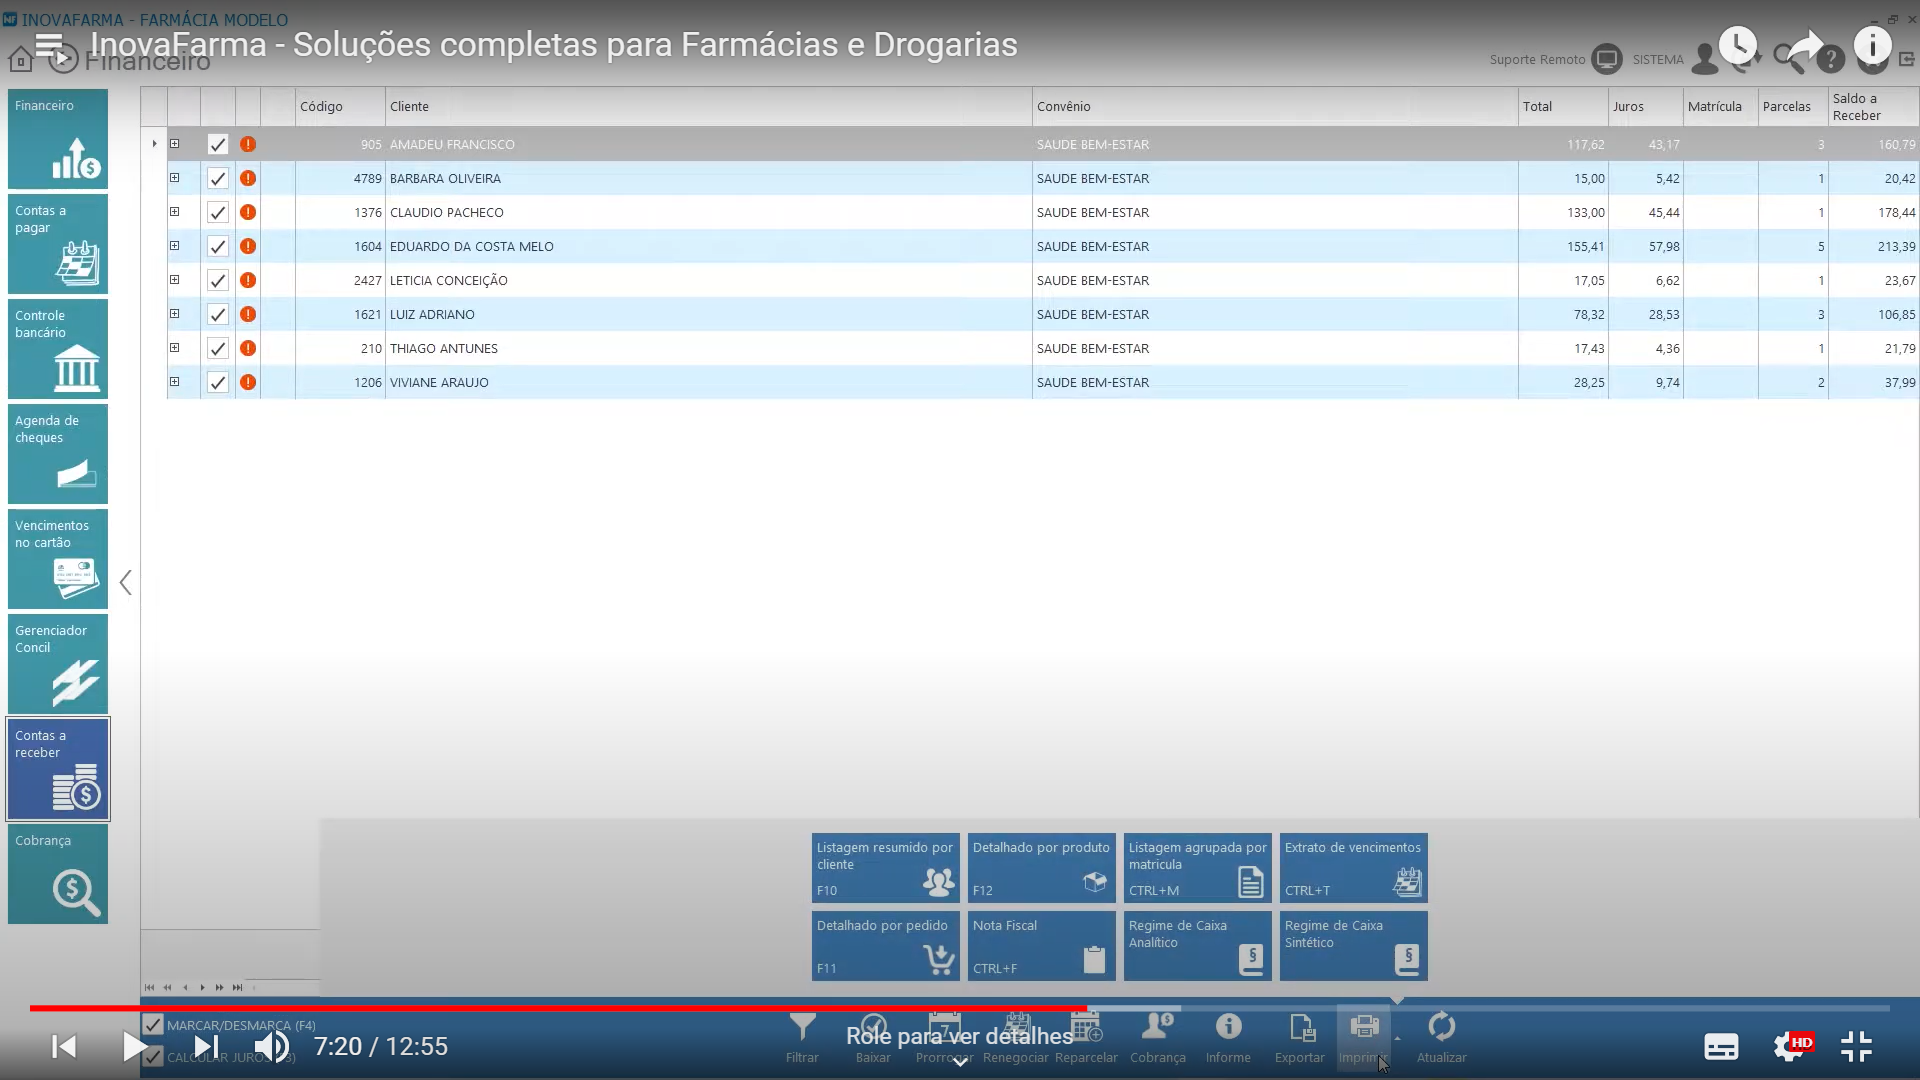 INOVAFARMA - FARMÁCIA MODELO
InovaFarma - Soluções completas para Farmácias e Drogarias
Financeiro
Suporte Remoto
SISTEMA
Financeiro
Contas a
pagar
Controle
bancário
Agenda de
cheques
Vencimentos
no cartão
Gerenciador
Concil
Contas a
receber
Cobrança
Código Cliente Convênio Total Juros Matrícula Parcelas Saldo a Receber
905 AMADEU FRANCISCO SAUDE BEM-ESTAR 117,62 43,17 3 160,79
4789 BARBARA OLIVEIRA SAUDE BEM-ESTAR 15,00 5,42 1 20,42
1376 CLAUDIO PACHECO SAUDE BEM-ESTAR 133,00 45,44 1 178,44
1604 EDUARDO DA COSTA MELO SAUDE BEM-ESTAR 155,41 57,98 5 213,39
2427 LETICIA CONCEIÇÃO SAUDE BEM-ESTAR 17,05 6,62 1 23,67
1621 LUIZ ADRIANO SAUDE BEM-ESTAR 78,32 28,53 3 106,85
210 THIAGO ANTUNES SAUDE BEM-ESTAR 17,43 4,36 1 21,79
1206 VIVIANE ARAUJO SAUDE BEM-ESTAR 28,25 9,74 2 37,99
Listagem resumido por
cliente
F10
Detalhado por produto
F12
Listagem agrupada por
matricula
CTRL+M
Extrato de vencimentos
CTRL+T
Detalhado por pedido
F11
Nota Fiscal
CTRL+F
Regime de Caixa
Analítico
Regime de Caixa
Sintético
MARCAR/DESMARCA (F4)
CALCULAR JUROS
7:20 / 12:55
Role para ver detalhes
Filtrar Baixar Prorrogar Renegociar Reparcelar Cobrança Informe Exportar Imprimir Atualizar
HD